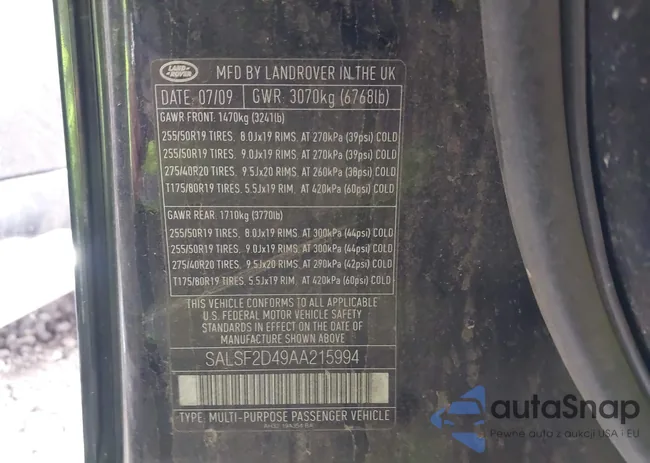 LAND-
ROVER
MFD BY LANDROVER IN THE UK
DATE: 07/09 GWR: 3070kg (6768lb)
GAWR FRONT: 1470kg (3241lb)
255/50R19 TIRES. 8.0Jx19 RIMS. AT 270kPa (39psi) COLD
255/50R19 TIRES. 9.0Jx19 RIMS. AT 270kPa (39psi) COLD
275/40R20 TIRES. 9.5Jx20 RIMS. AT 260kPa (38psi) COLD
T175/80R19 TIRES. 5.5Jx19 RIM. AT 420kPa (60psi) COLD
GAWR REAR: 1710kg (3770lb)
255/50R19 TIRES. 8.0Jx19 RIMS. AT 300kPa (44psi) COLD
255/50R19 TIRES. 9.0Jx19 RIMS. AT 300kPa (44psi) COLD
275/40R20 TIRES. 9.5Jx20 RIMS. AT 290kPa (42psi) COLD
T175/80R19 TIRES. 5.5Jx19 RIM. AT 420kPa (60psi) COLD
THIS VEHICLE CONFORMS TO ALL APPLICABLE
U.S. FEDERAL MOTOR VEHICLE SAFETY
STANDARDS IN EFFECT ON THE DATE OF
MANUFACTURE SHOWN ABOVE
SALSF2D49AA215994
TYPE: MULTI-PURPOSE PASSENGER VEHICLE
autaSnap
Pewne auta z aukcji USA i EU